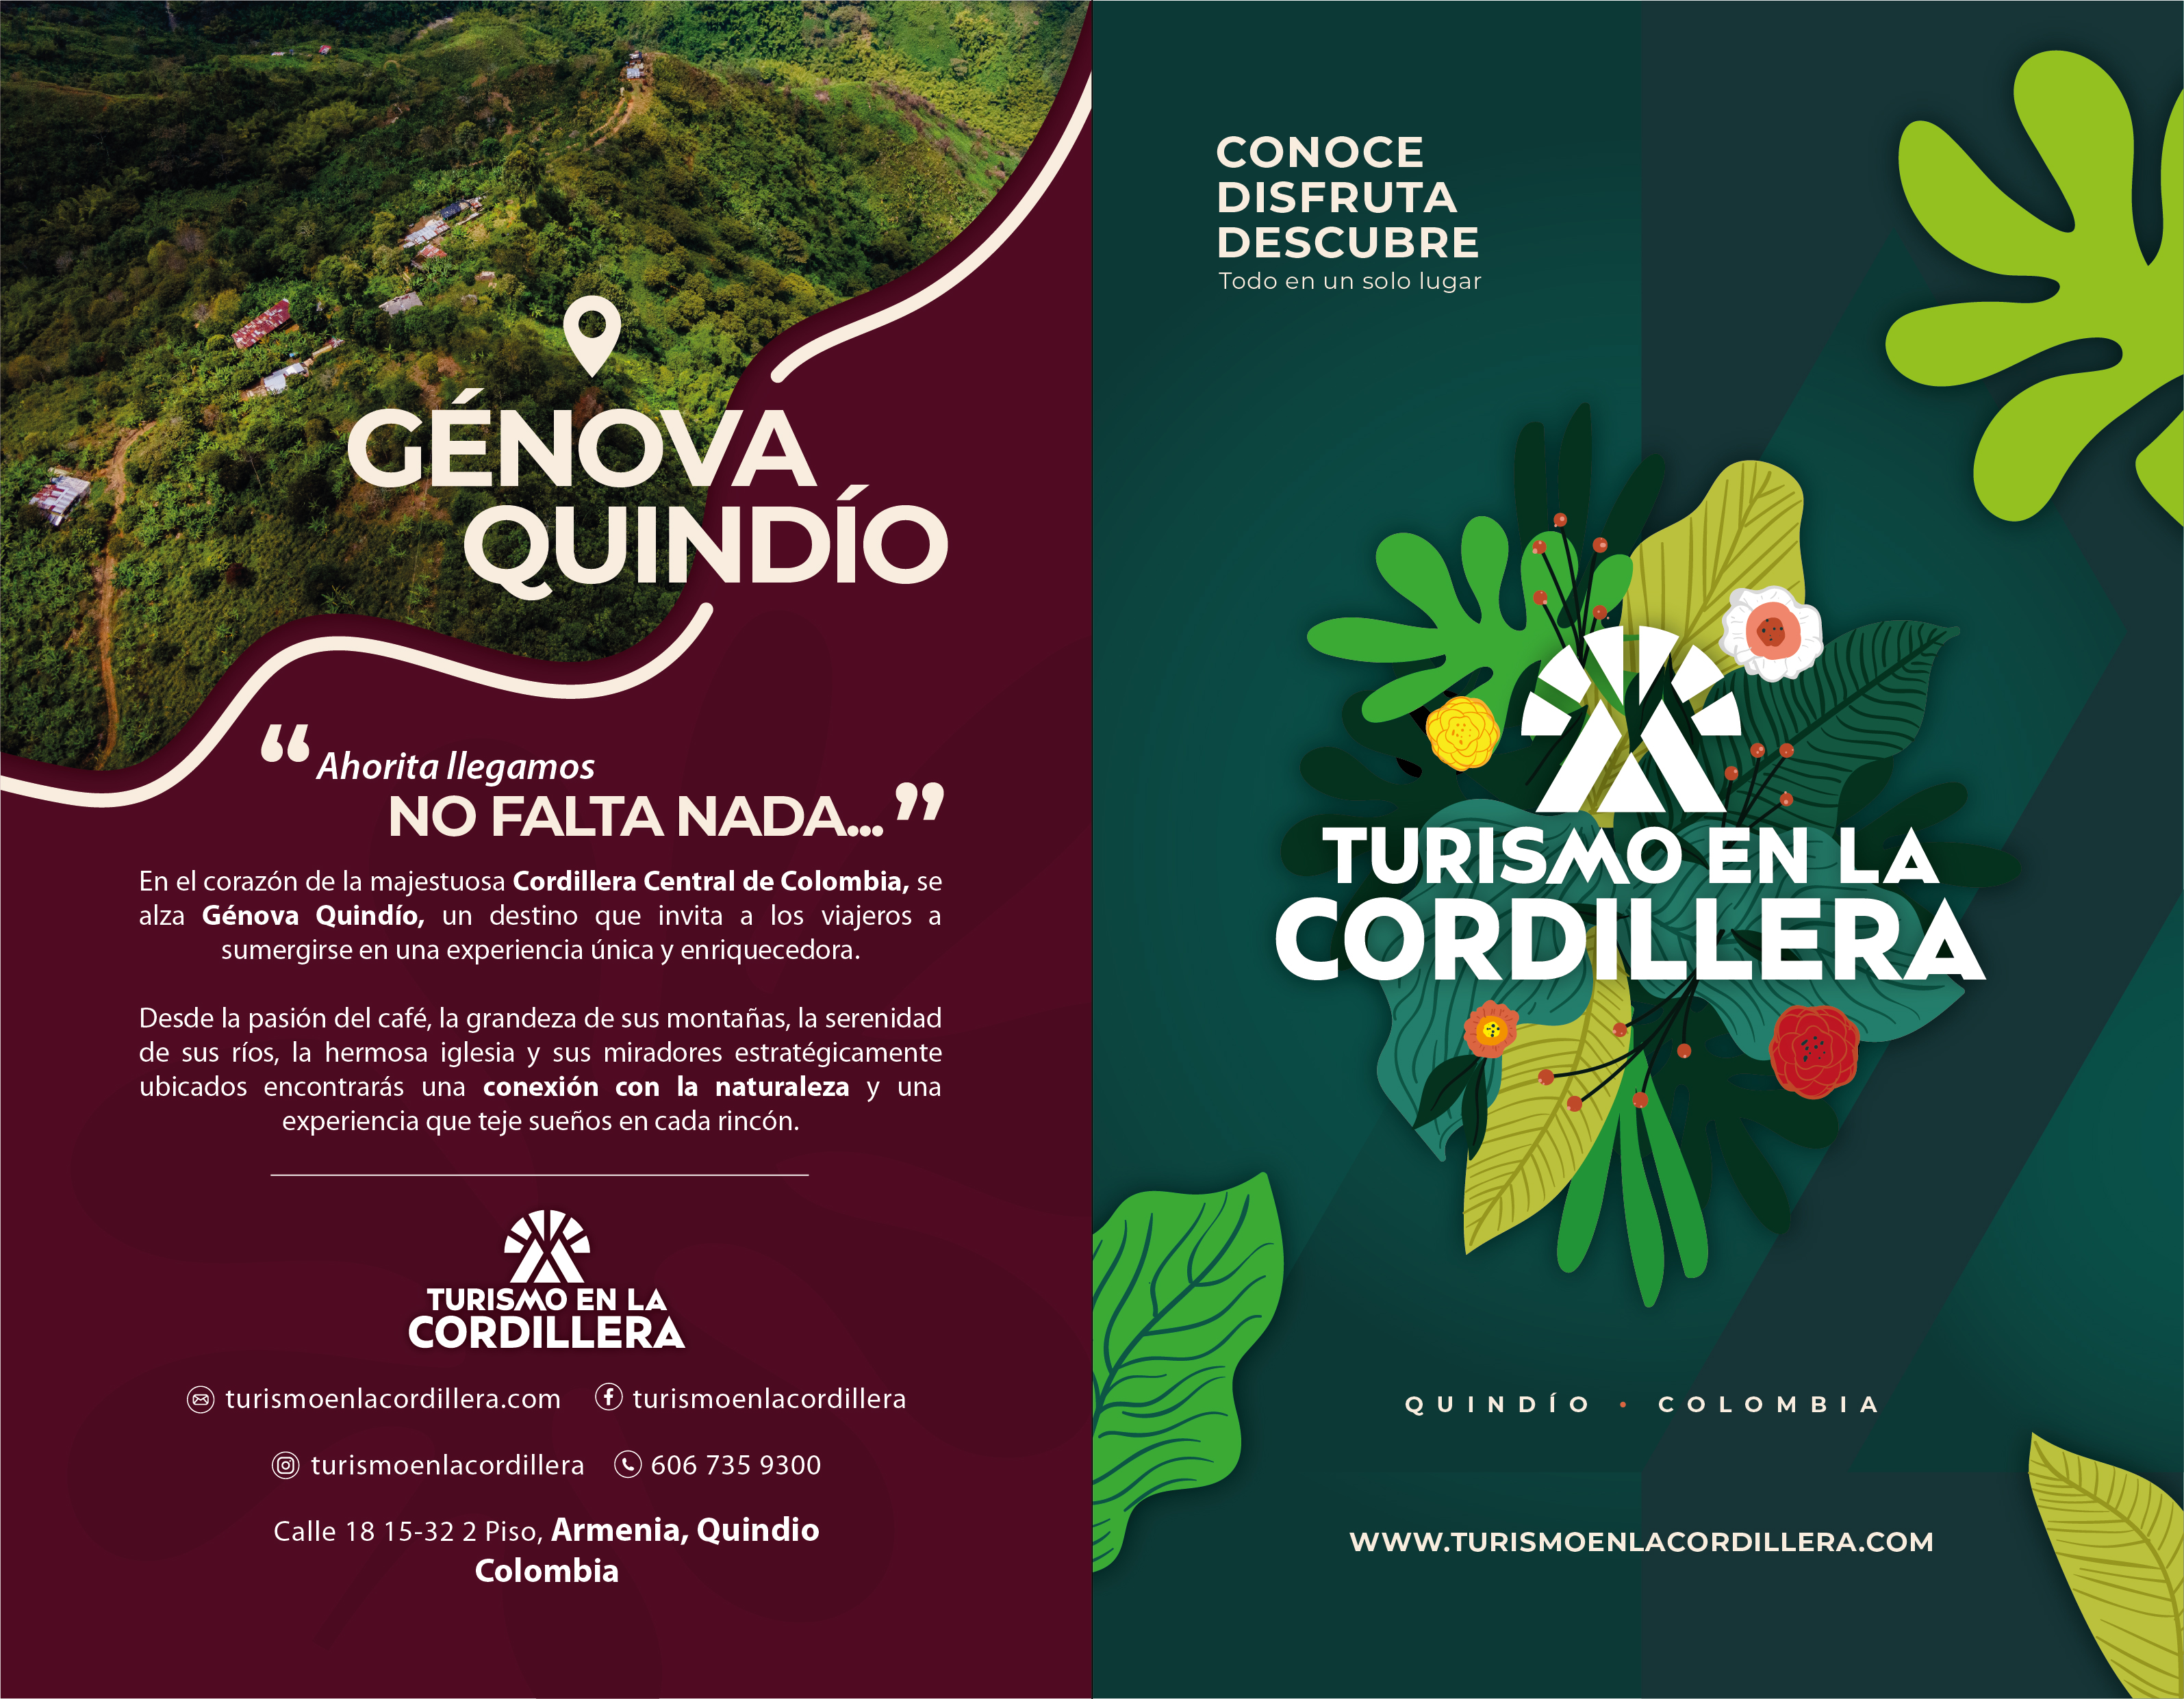 GÉNOVA
QUINDÍO
“Ahorita llegamos
NO FALTA NADA...”
En el corazón de la majestuosa Cordillera Central de Colombia, se
alza Génova Quindío, un destino que invita a los viajeros a
sumergirse en una experiencia única y enriquecedora.
Desde la pasión del café, la grandeza de sus montañas, la serenidad
de sus ríos, la hermosa iglesia y sus miradores estratégicamente
ubicados encontrarás una conexión con la naturaleza y una
experiencia que teje sueños en cada rincón.
TURISMO EN LA
CORDILLERA
turismoenlacordillera.com turismoenlacordillera
turismoenlacordillera 606 735 9300
Calle 18 15-32 2 Piso, Armenia, Quindio
Colombia
CONOCE
DISFRUTA
DESCUBRE
Todo en un solo lugar
TURISMO EN LA
CORDILLERA
QUINDÍO • COLOMBIA
WWW.TURISMOENLACORDILLERA.COM